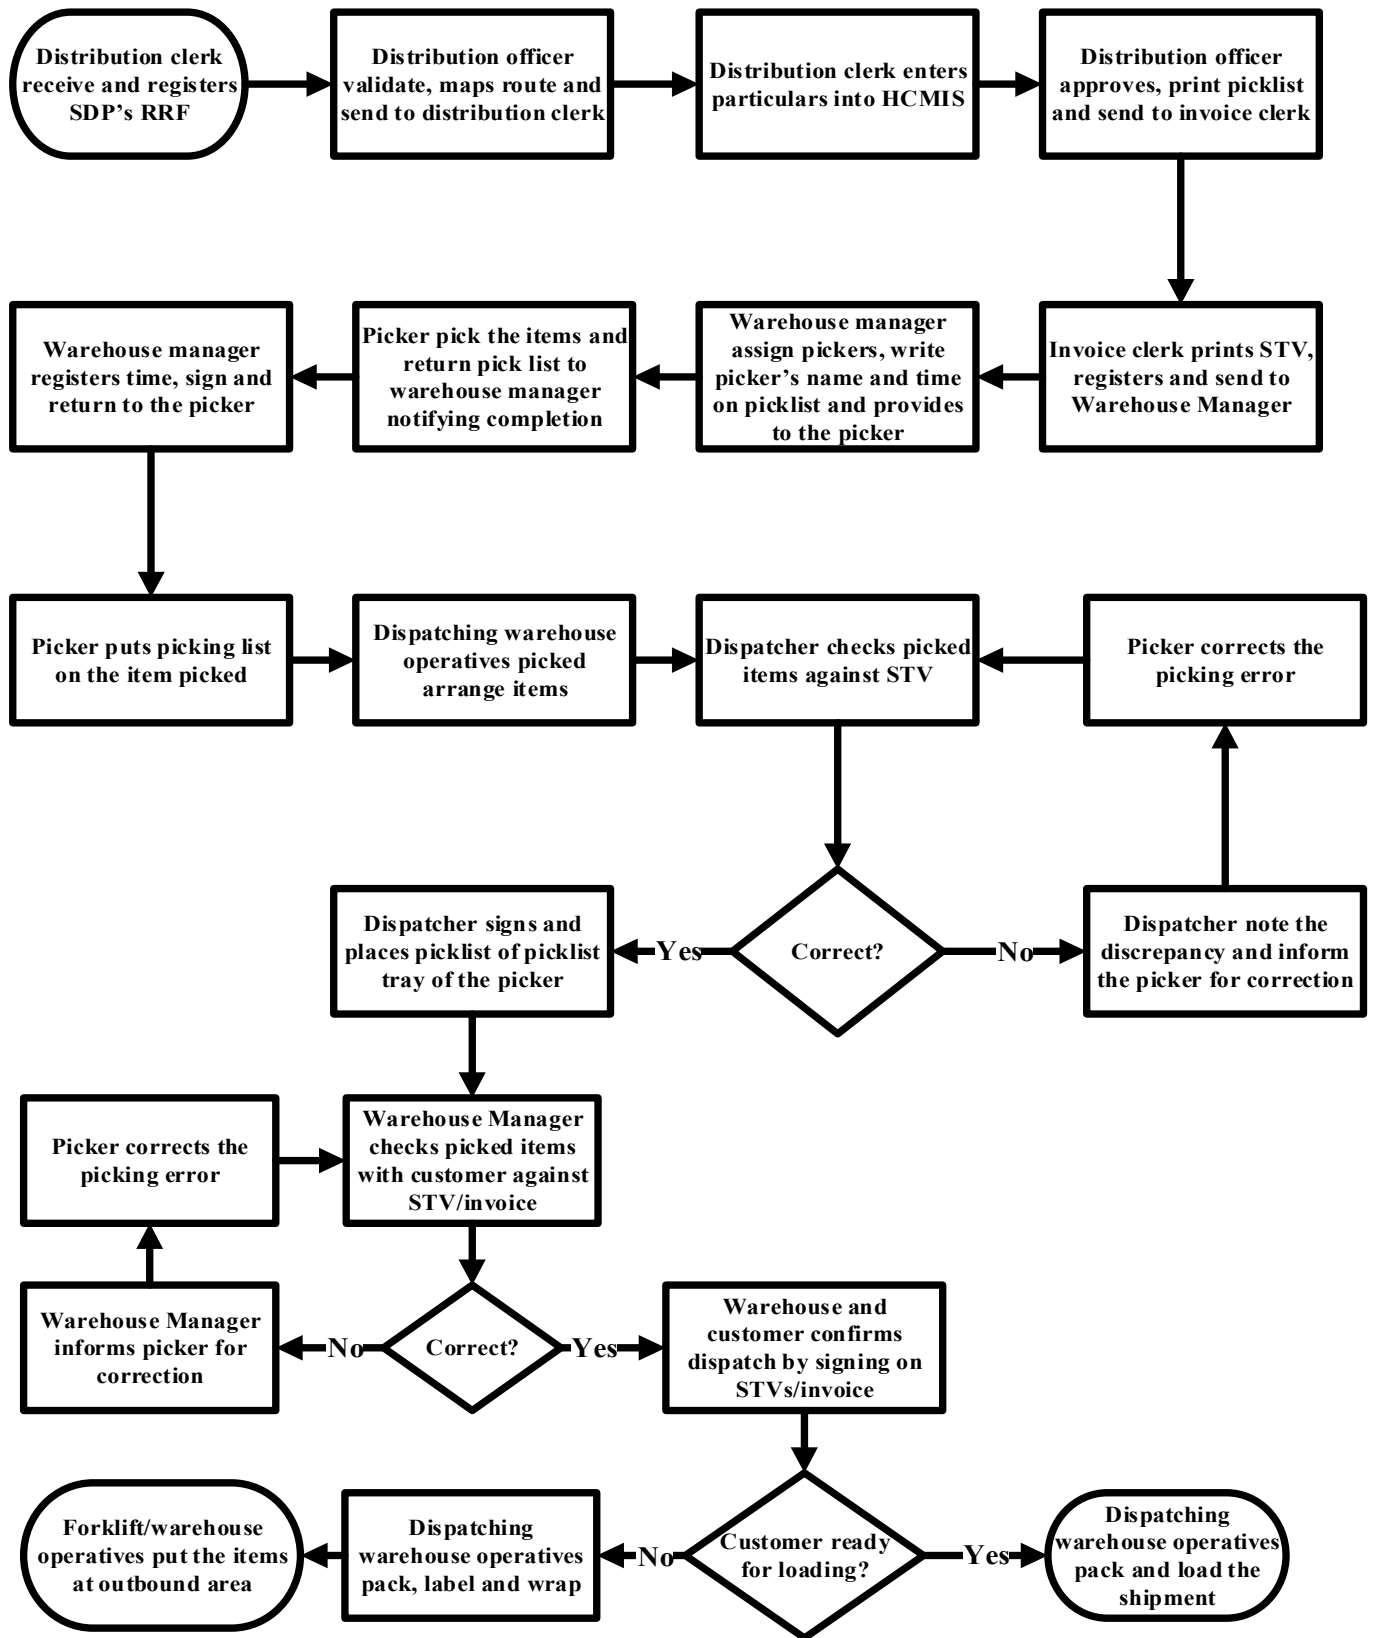 Distribution clerk
receive and registers
SDP's RRF
Distribution officer
validate, maps route and
send to distribution clerk
Distribution clerk enters
particulars into HCMIS
Distribution officer
approves, print picklist
and send to invoice clerk
Invoice clerk prints STV,
registers and send to
Warehouse Manager
Warehouse manager
assign pickers, write
picker's name and time
on picklist and provides
to the picker
Picker pick the items and
return pick list to
warehouse manager
notifying completion
Warehouse manager
registers time, sign and
return to the picker
Picker puts picking list
on the item picked
Dispatching warehouse
operatives picked
arrange items
Dispatcher checks picked
items against STV
Picker corrects the
picking error
Correct?
No
Dispatcher note the
discrepancy and inform
the picker for correction
Yes
Dispatcher signs and
places picklist of picklist
tray of the picker
Warehouse Manager
checks picked items
with customer against
STV/invoice
Picker corrects the
picking error
Correct?
No
Warehouse Manager
informs picker for
correction
Yes
Warehouse and
customer confirms
dispatch by signing on
STVs/invoice
Customer ready
for loading?
No
Dispatching
warehouse operatives
pack, label and wrap
Forklift/warehouse
operatives put the items
at outbound area
Yes
Dispatching
warehouse operatives
pack and load the
shipment